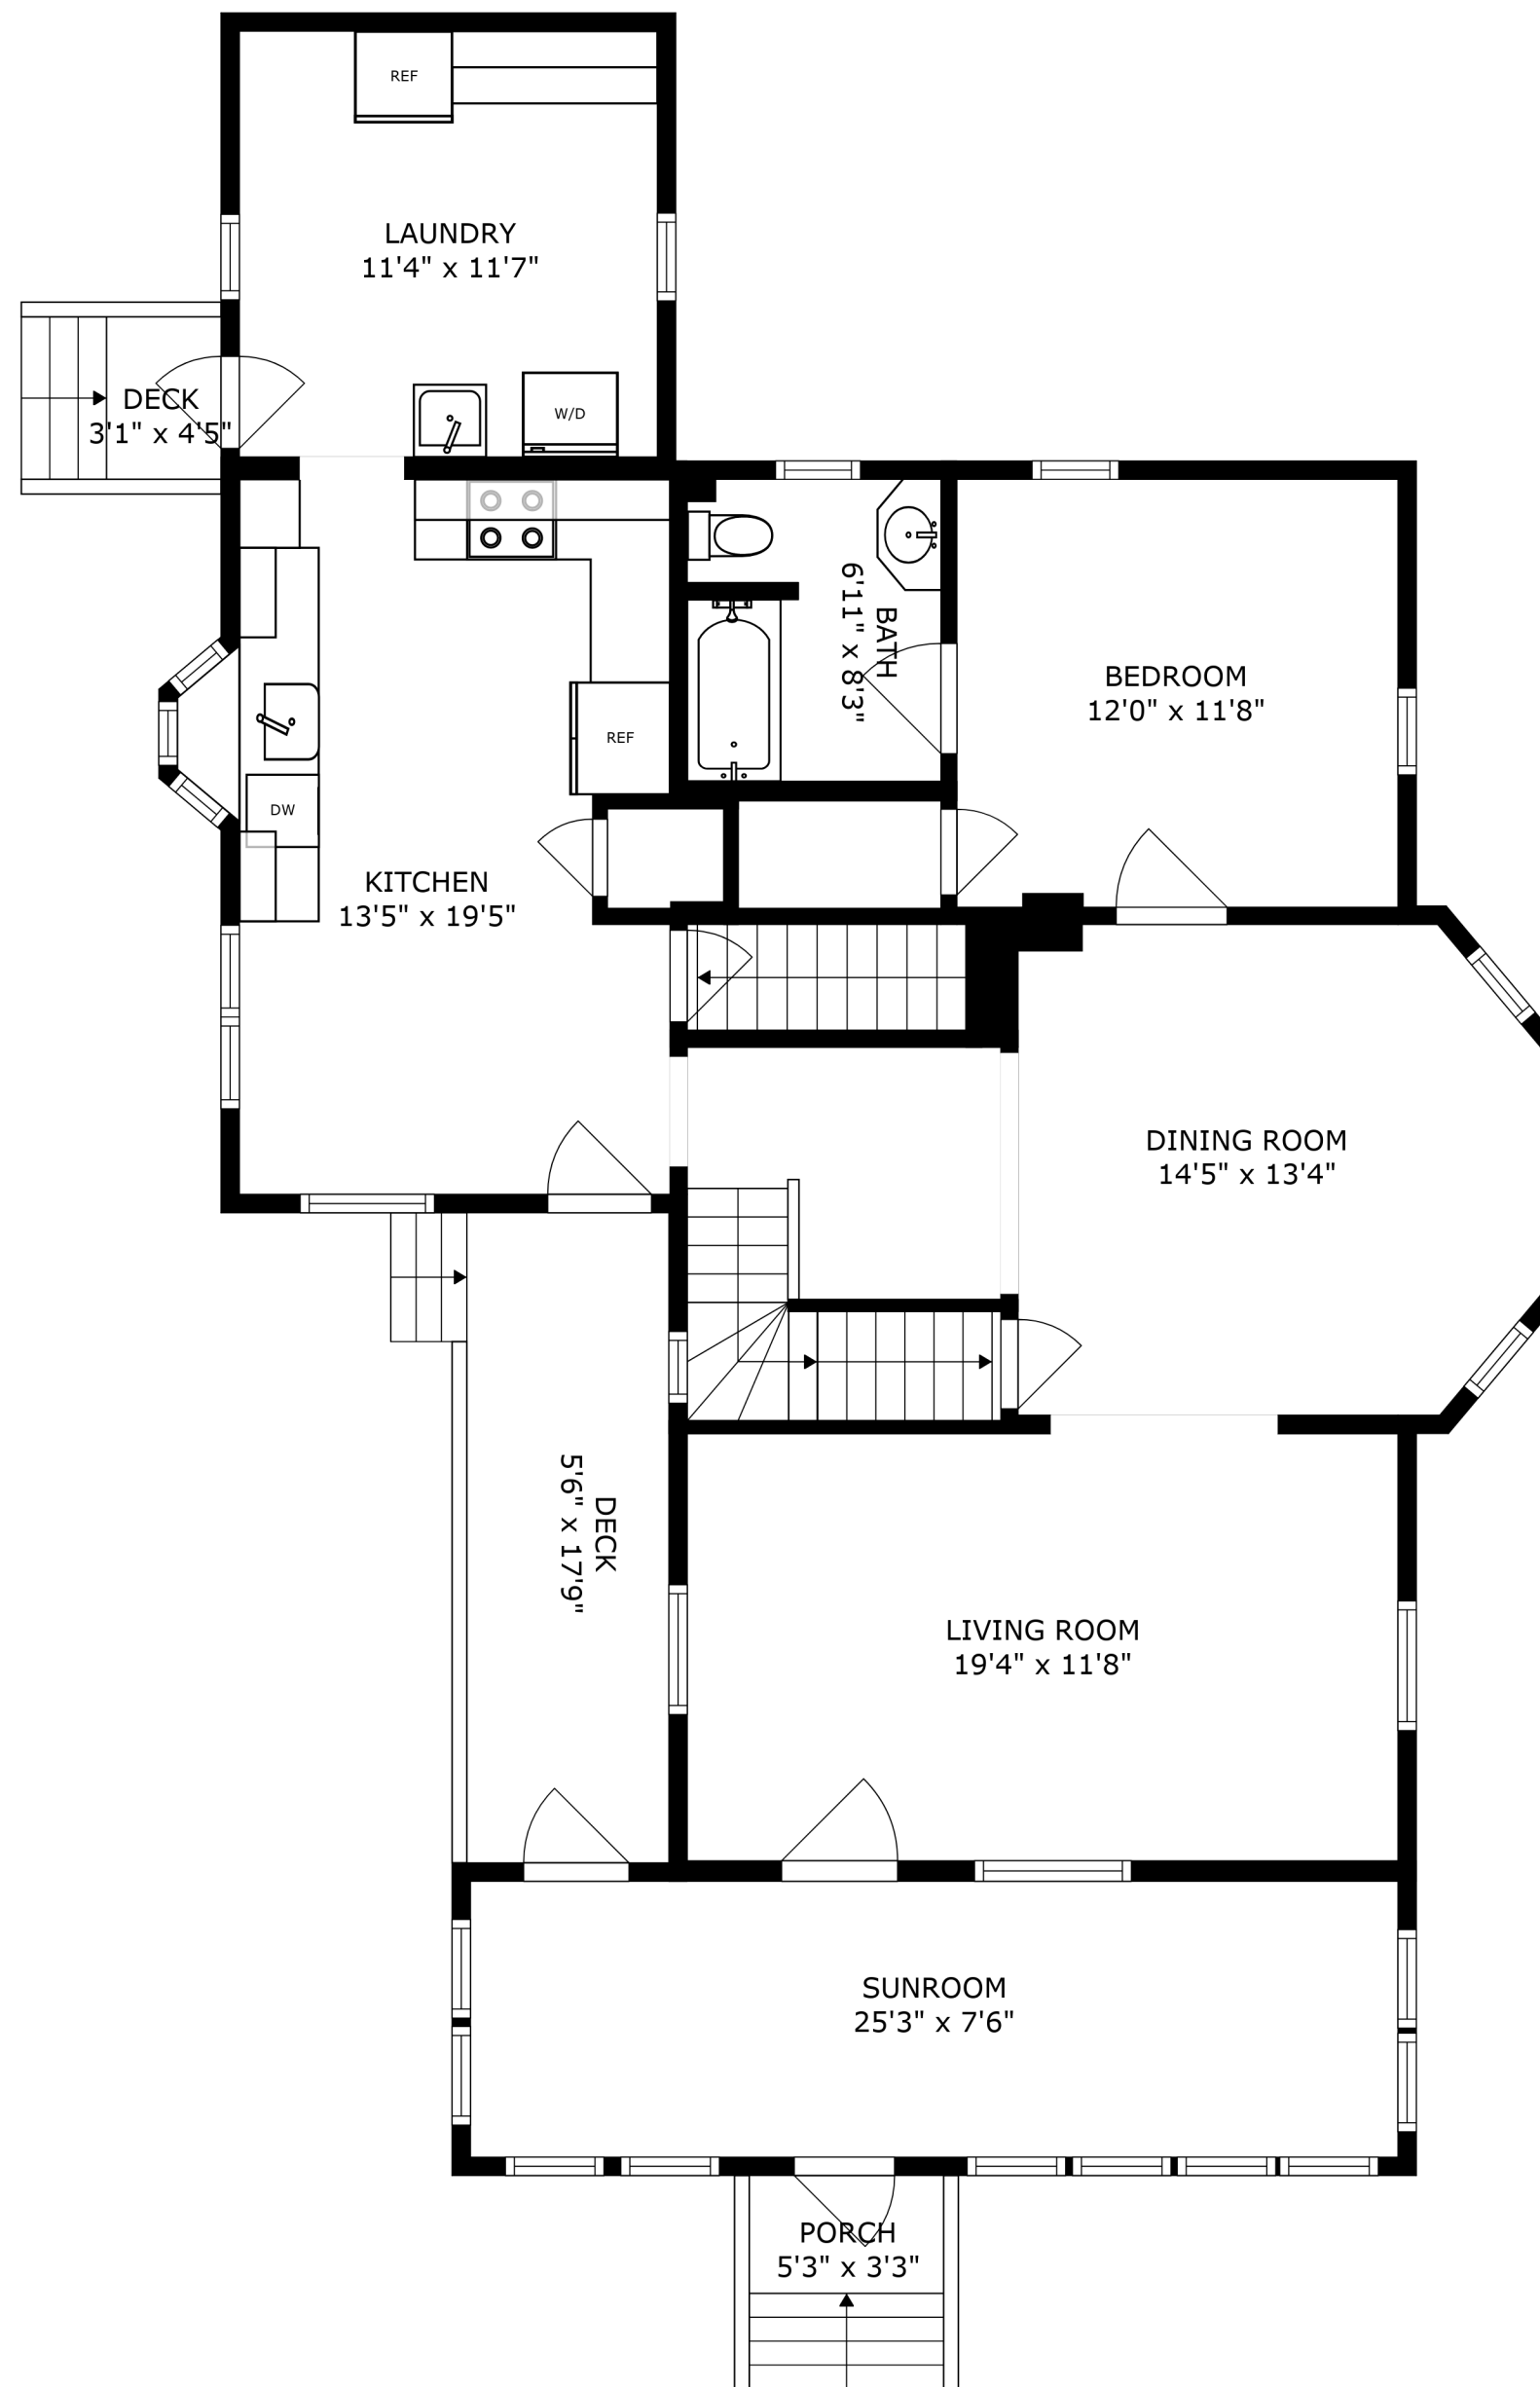 REF
LAUNDRY
11'4" x 11'7"
DECK
3'1" x 4'5"
W/D
BATH
6'11" x 8'3"
BEDROOM
12'0" x 11'8"
REF
DW
KITCHEN
13'5" x 19'5"
DINING ROOM
14'5" x 13'4"
DECK
5'6" x 17'9"
LIVING ROOM
19'4" x 11'8"
SUNROOM
25'3" x 7'6"
PORCH
5'3" x 3'3"